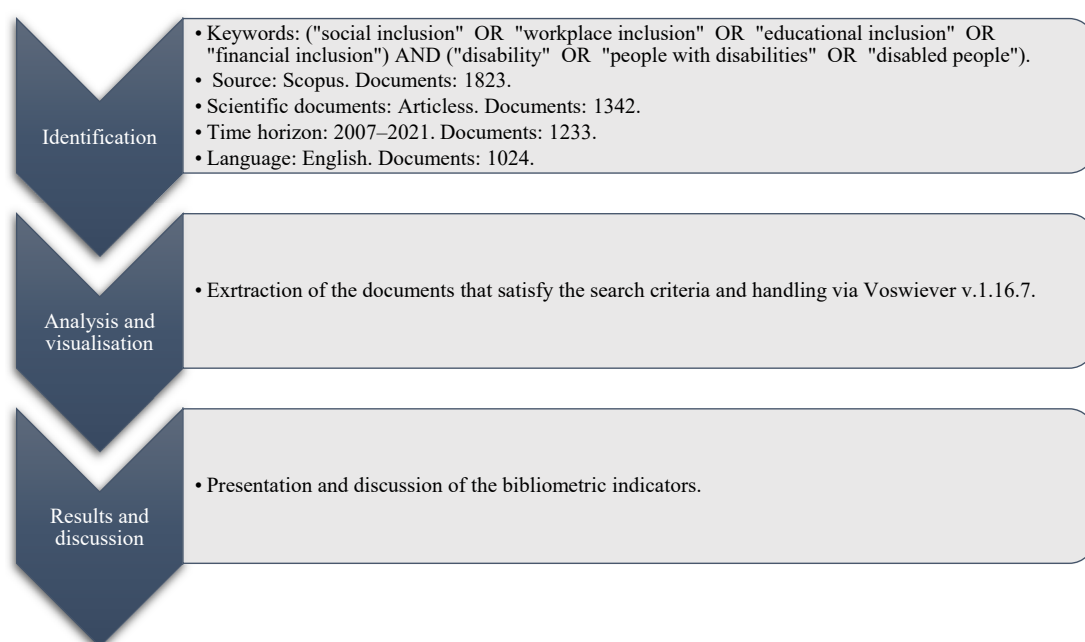 Identification
• Keywords: ("social inclusion" OR "workplace inclusion" OR "educational inclusion" OR
"financial inclusion") AND ("disability" OR "people with disabilities" OR "disabled people").
• Source: Scopus. Documents: 1823.
• Scientific documents: Articless. Documents: 1342.
• Time horizon: 2007–2021. Documents: 1233.
• Language: English. Documents: 1024.
Analysis and
visualisation
• Exrtraction of the documents that satisfy the search criteria and handling via Voswiever v.1.16.7.
Results and
discussion
• Presentation and discussion of the bibliometric indicators.